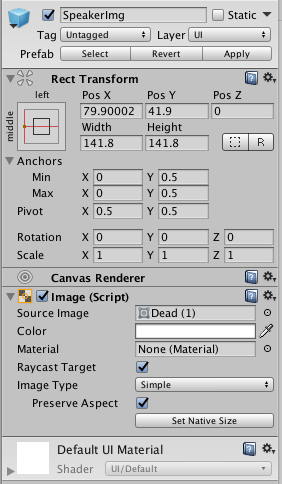 SpeakerImg Static
Tag Untagged Layer UI
Prefab Select Revert Apply
Rect Transform
left Pos X Pos Y Pos Z
middle 79.90002 41.9 0
Width Height
141.8 141.8 R
Anchors
Min X 0 Y 0.5
Max X 0 Y 0.5
Pivot X 0.5 Y 0.5
Rotation X 0 Y 0 Z 0
Scale X 1 Y 1 Z 1
Canvas Renderer
Image (Script)
Source Image Dead (1)
Color
Material None (Material)
Raycast Target
Image Type Simple
Preserve Aspect
Set Native Size
Default UI Material
Shader UI/Default